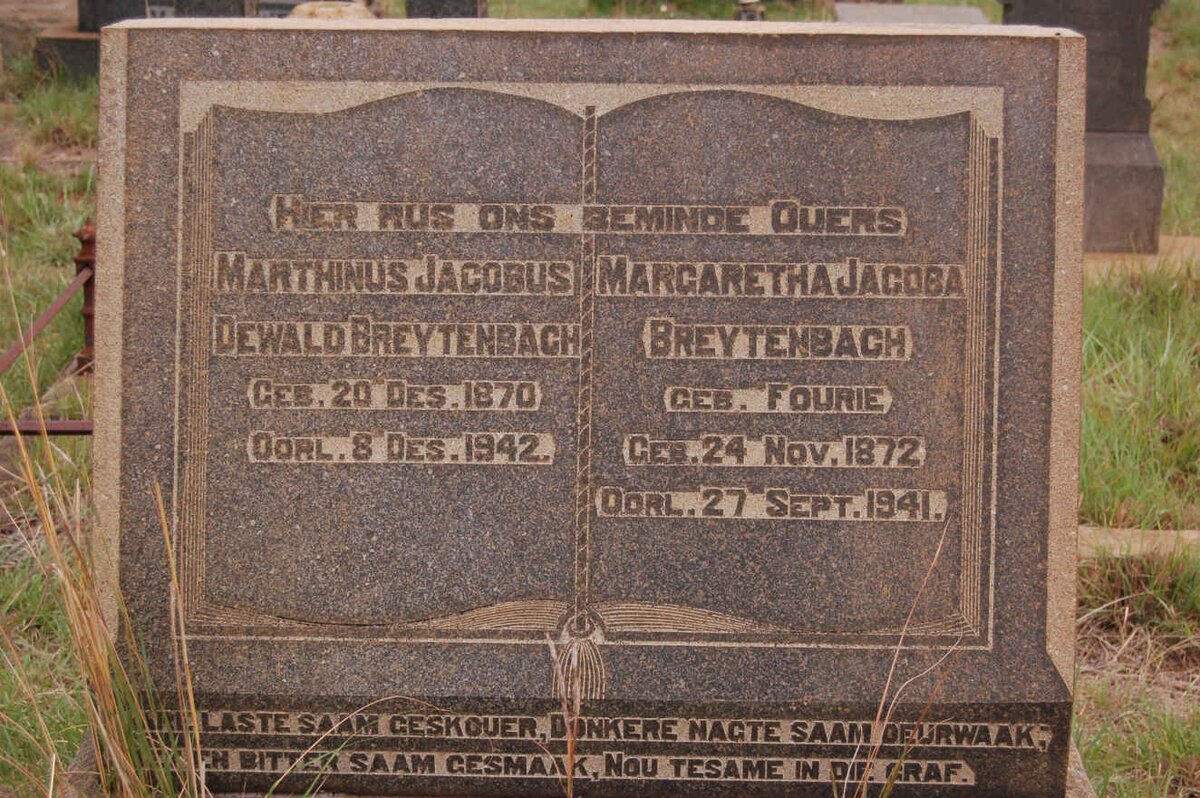 HIER RUS ONS BEMINDE OUERS
MARTHINUS JACOBUS
DEWALD BREYTENBACH
GEB. 20 DES. 1870
OORL. 8 DES. 1942.
MARGARETHA JACOBA
BREYTENBACH
GEB. FOURIE
GEB. 24 NOV. 1872
OORL. 27 SEPT. 1941.
LASTE SAAM GESKOUER, DONKERE NAGTE SAAM DEURWAAK;
BITTER SAAM GESMAAK, NOU TESAME IN DIE GRAF.